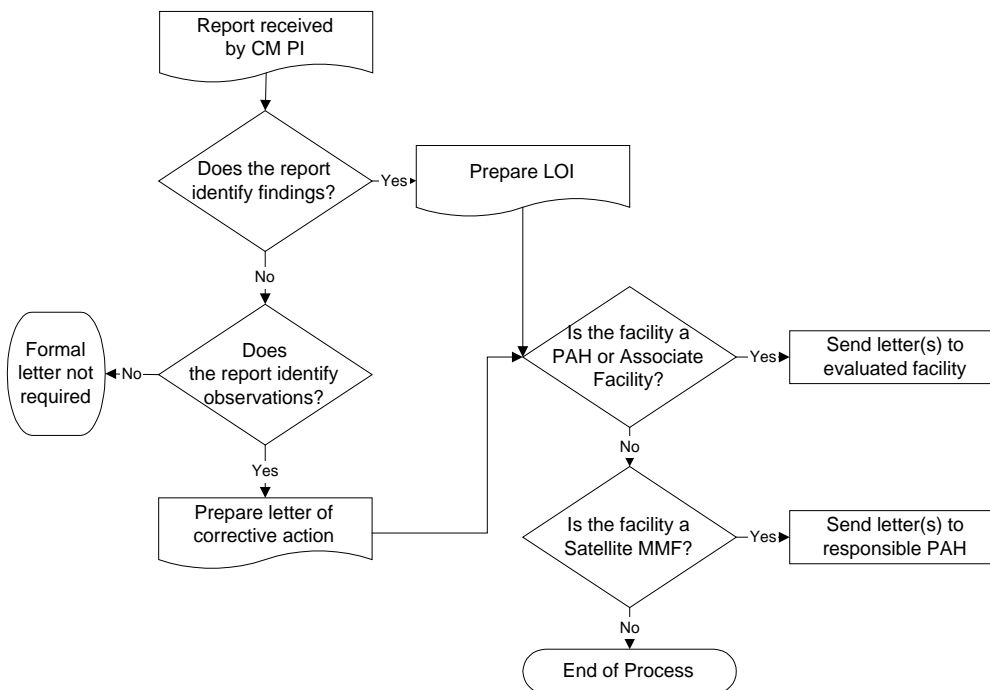 Report received
by CM PI
Does the report
identify findings?
Yes
Prepare LOI
No
Does
the report identify
observations?
No
Formal
letter not
required
Yes
Prepare letter of
corrective action
Is the facility a
PAH or Associate
Facility?
Yes
Send letter(s) to
evaluated facility
No
Is the facility a
Satellite MMF?
Yes
Send letter(s) to
responsible PAH
No
End of Process